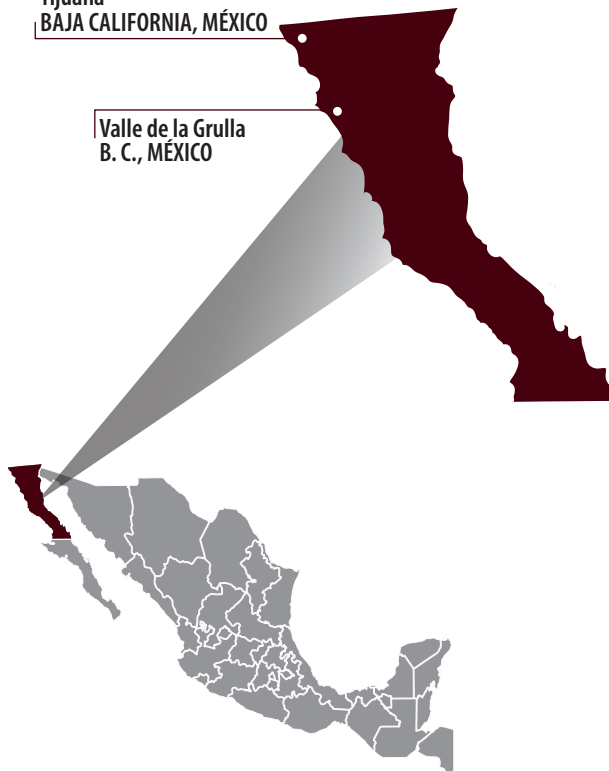 Tijuana
BAJA CALIFORNIA, MÉXICO
Valle de la Grulla
B. C., MÉXICO